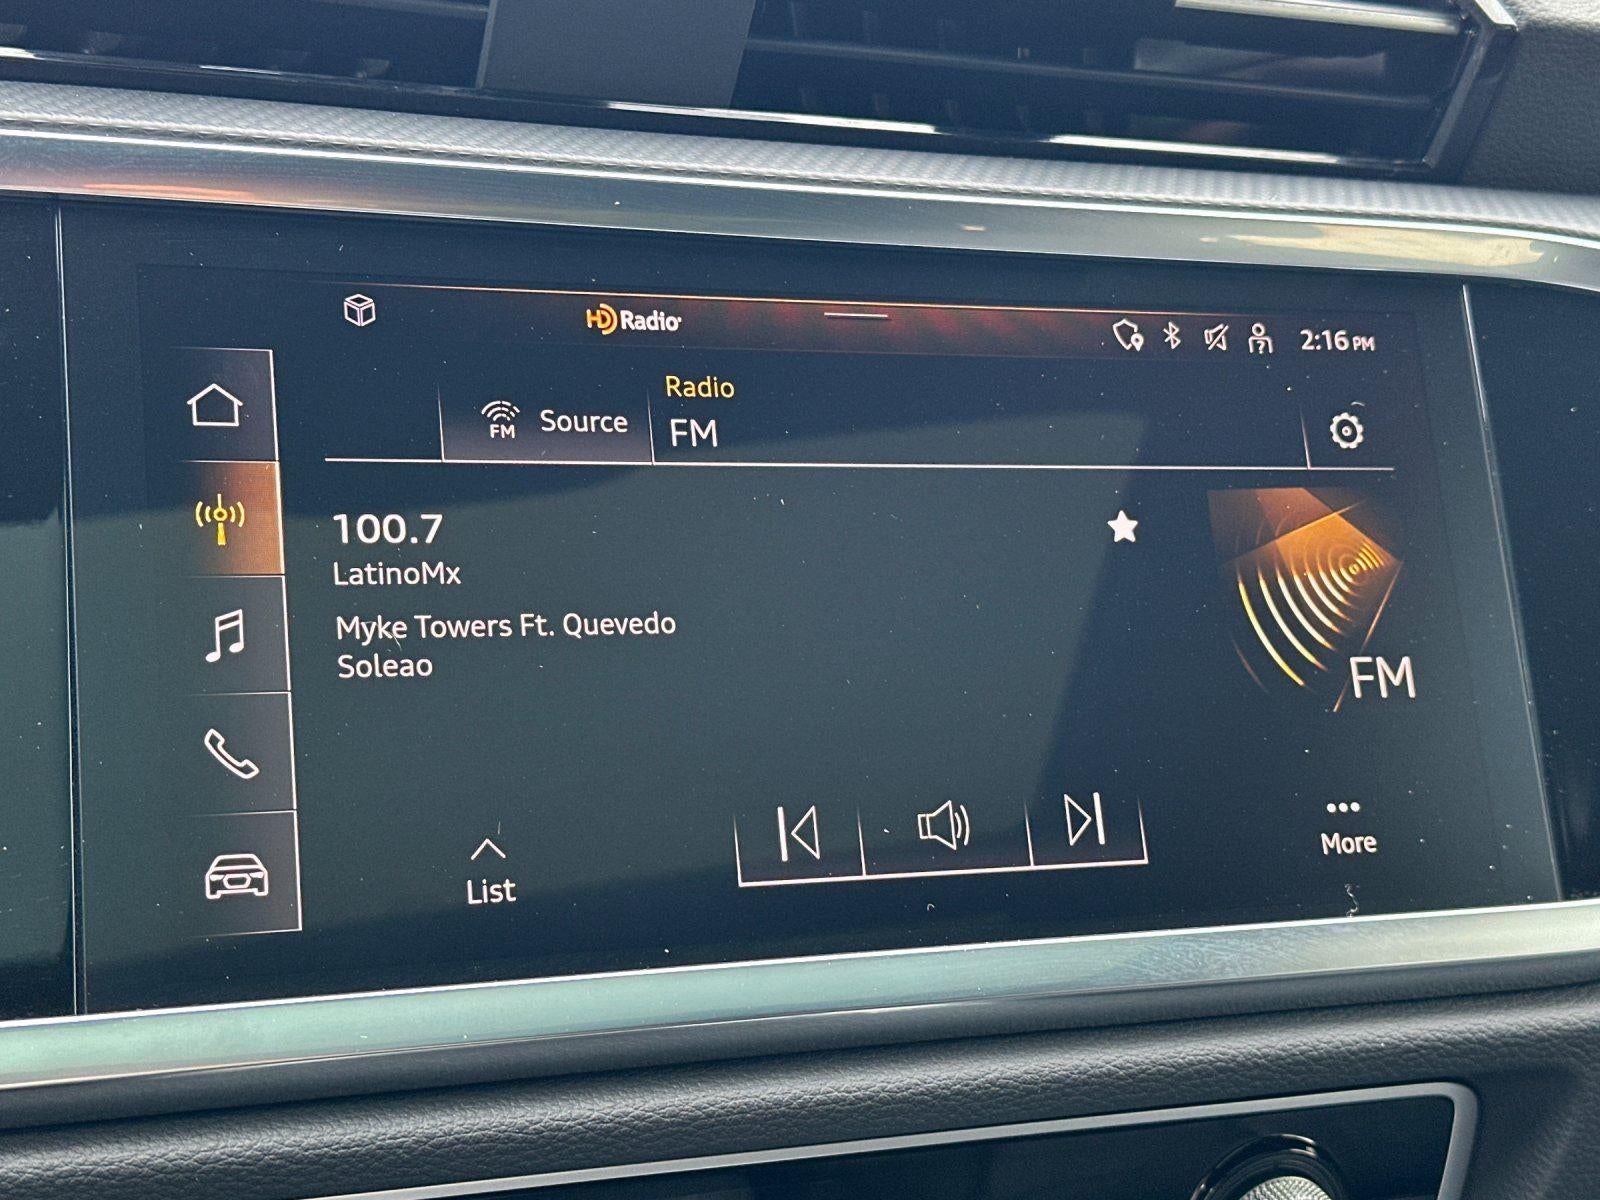 HD Radio
2:16 PM
Radio
FM
FM
Source
100.7
LatinoMx
Myke Towers Ft. Quevedo
Soleao
FM
List
More